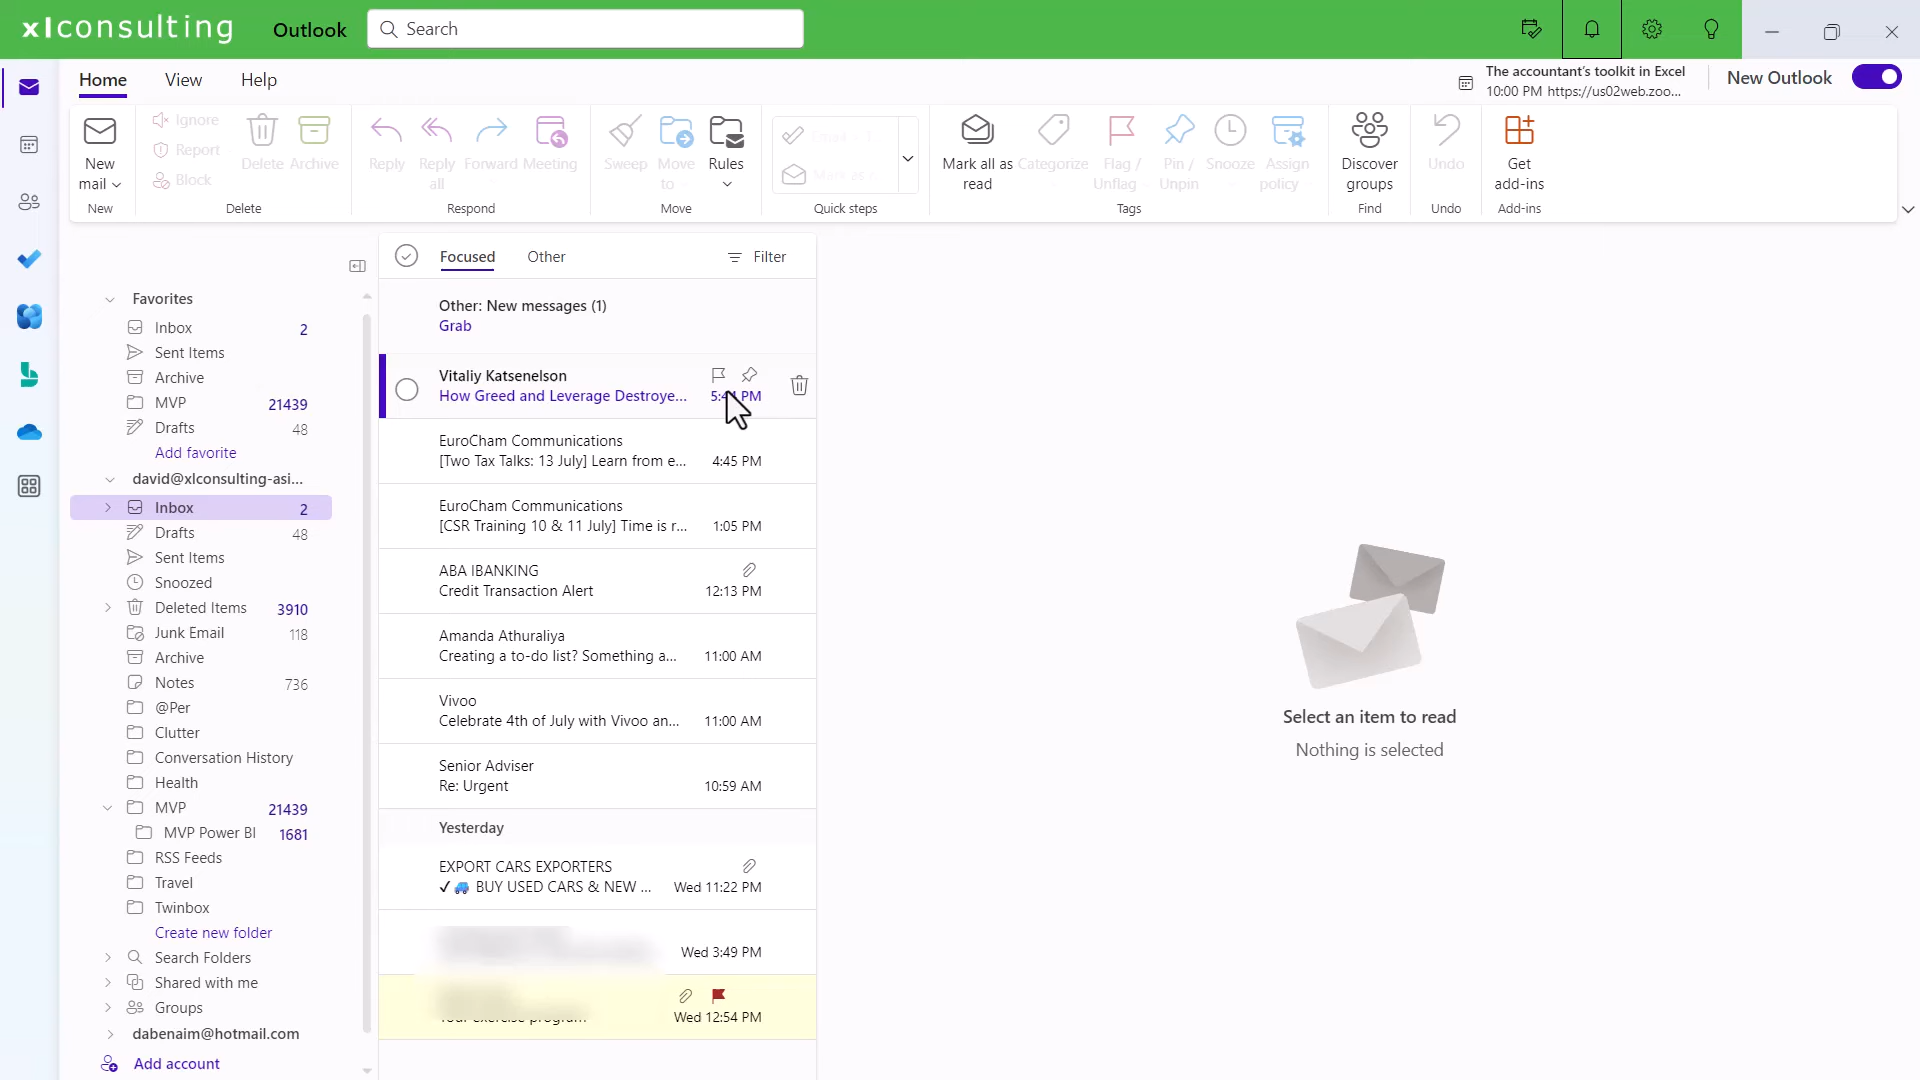 xlconsulting
Outlook
Search
Home
View
Help
The accountant's toolkit in Excel
10:00 PM https://us02web.zoo...
New Outlook
New
mail
Ignore
Report
Block
Delete
Archive
Reply
Reply
all
Forward
Meeting
Sweep
Move
to
Rules
Mark all as
read
Categorize
Flag /
Unflag
Pin /
Unpin
Snooze
Assign
policy
Discover
groups
Undo
Get
add-ins
New
Delete
Respond
Move
Quick steps
Tags
Find
Undo
Add-ins
Favorites
Inbox 2
Sent Items
Archive
MVP 21439
Drafts 48
Add favorite
david@xlconsulting-asi...
Inbox 2
Drafts 48
Sent Items
Snoozed
Deleted Items 3910
Junk Email 118
Archive
Notes 736
@Per
Clutter
Conversation History
Health
MVP 21439
MVP Power BI 1681
RSS Feeds
Travel
Twinbox
Create new folder
Search Folders
Shared with me
Groups
dabenaim@hotmail.com
Add account
Focused
Other
Filter
Other: New messages (1)
Grab
Vitaliy Katsenelson
How Greed and Leverage Destroye... PM
EuroCham Communications
[Two Tax Talks: 13 July] Learn from e... 4:45 PM
EuroCham Communications
[CSR Training 10 & 11 July] Time is r... 1:05 PM
ABA IBANKING
Credit Transaction Alert 12:13 PM
Amanda Athuraliya
Creating a to-do list? Something a... 11:00 AM
Vivoo
Celebrate 4th of July with Vivoo an... 11:00 AM
Senior Adviser
Re: Urgent 10:59 AM
Yesterday
EXPORT CARS EXPORTERS
✓ 🚙 BUY USED CARS & NEW ... Wed 11:22 PM
Wed 3:49 PM
Wed 12:54 PM
Select an item to read
Nothing is selected